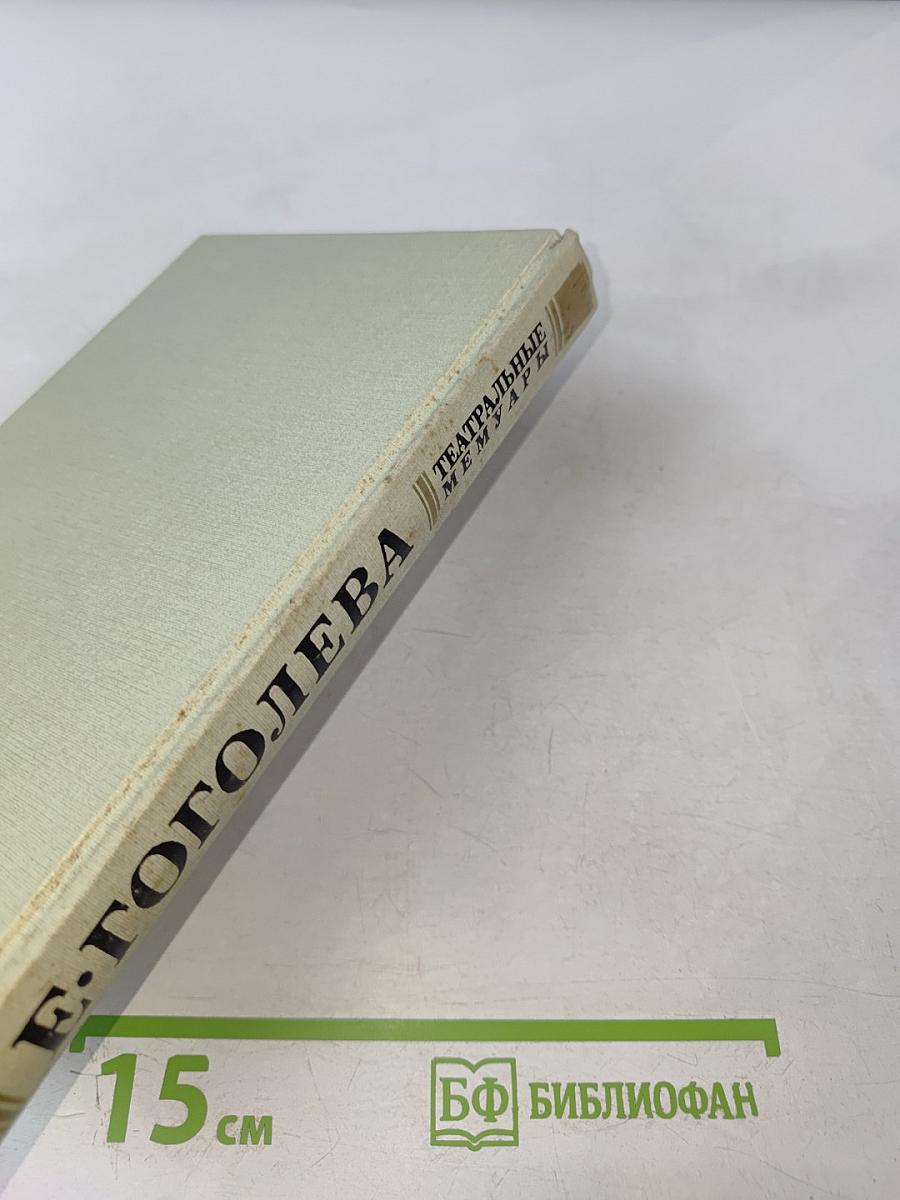 Е. ГОГОЛЕВА
ТЕАТРАЛЬНЫЕ
МЕМУАРЫ
15 см
БФ БИБЛИОФАН